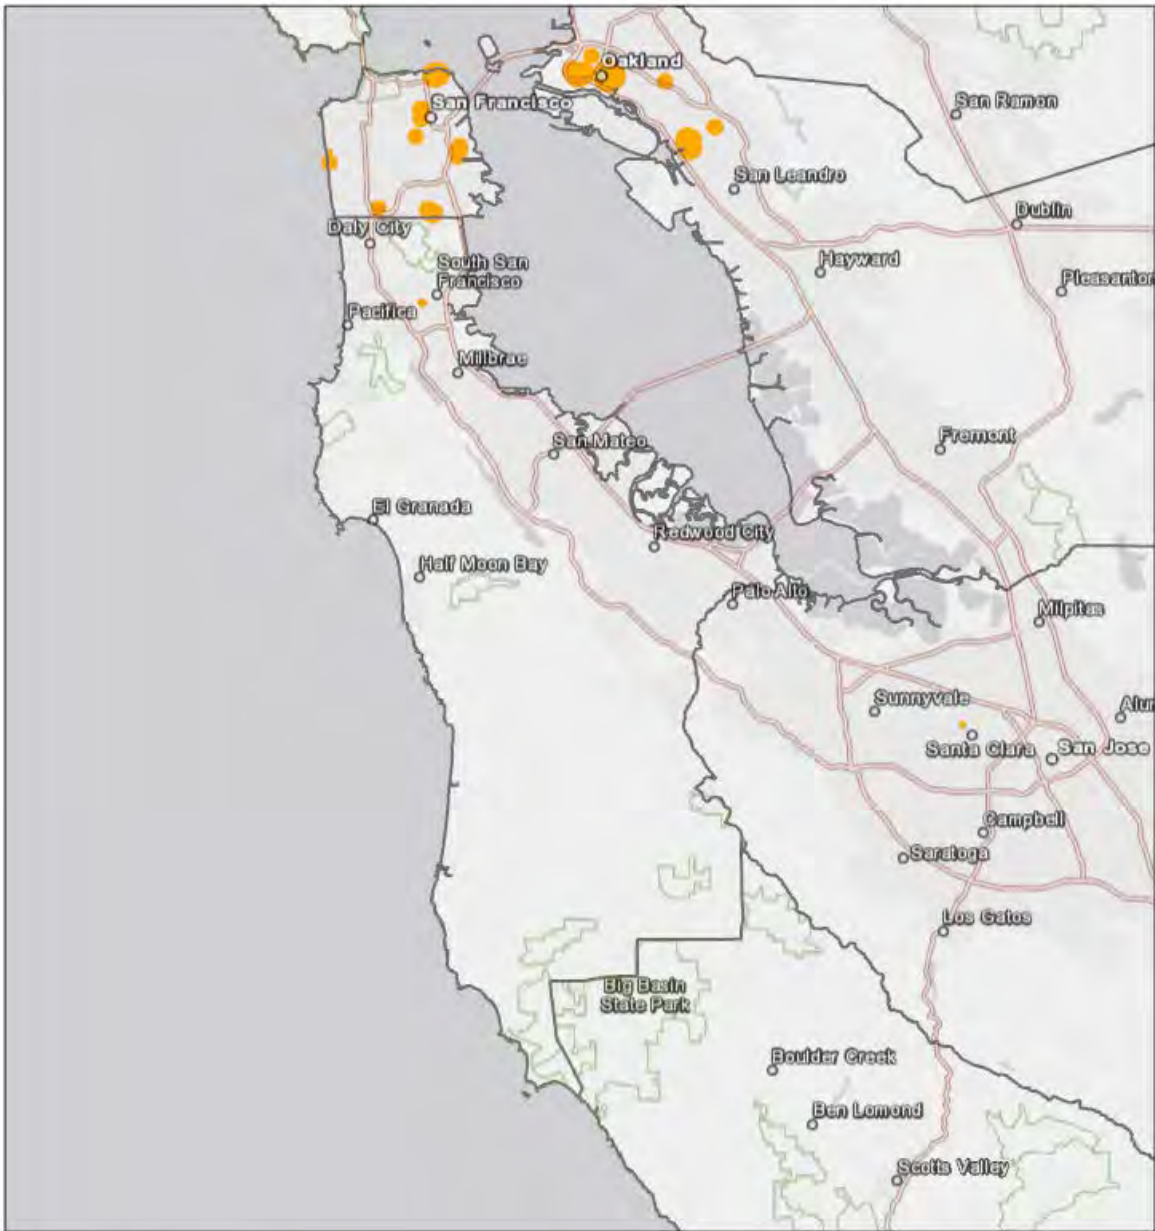 Oakland
San Francisco
San Ramon
San Leandro
Dublin
Daly City
Hayward
South San
Francisco
Pleasanton
Pacifica
Millbrae
San Mateo
Fremont
El Granada
Redwood City
Half Moon Bay
Palo Alto
Milpitas
Sunnyvale
Alum
Santa Clara
San Jose
Campbell
Saratoga
Los Gatos
Big Basin
State Park
Boulder Creek
Ben Lomond
Scotts Valley